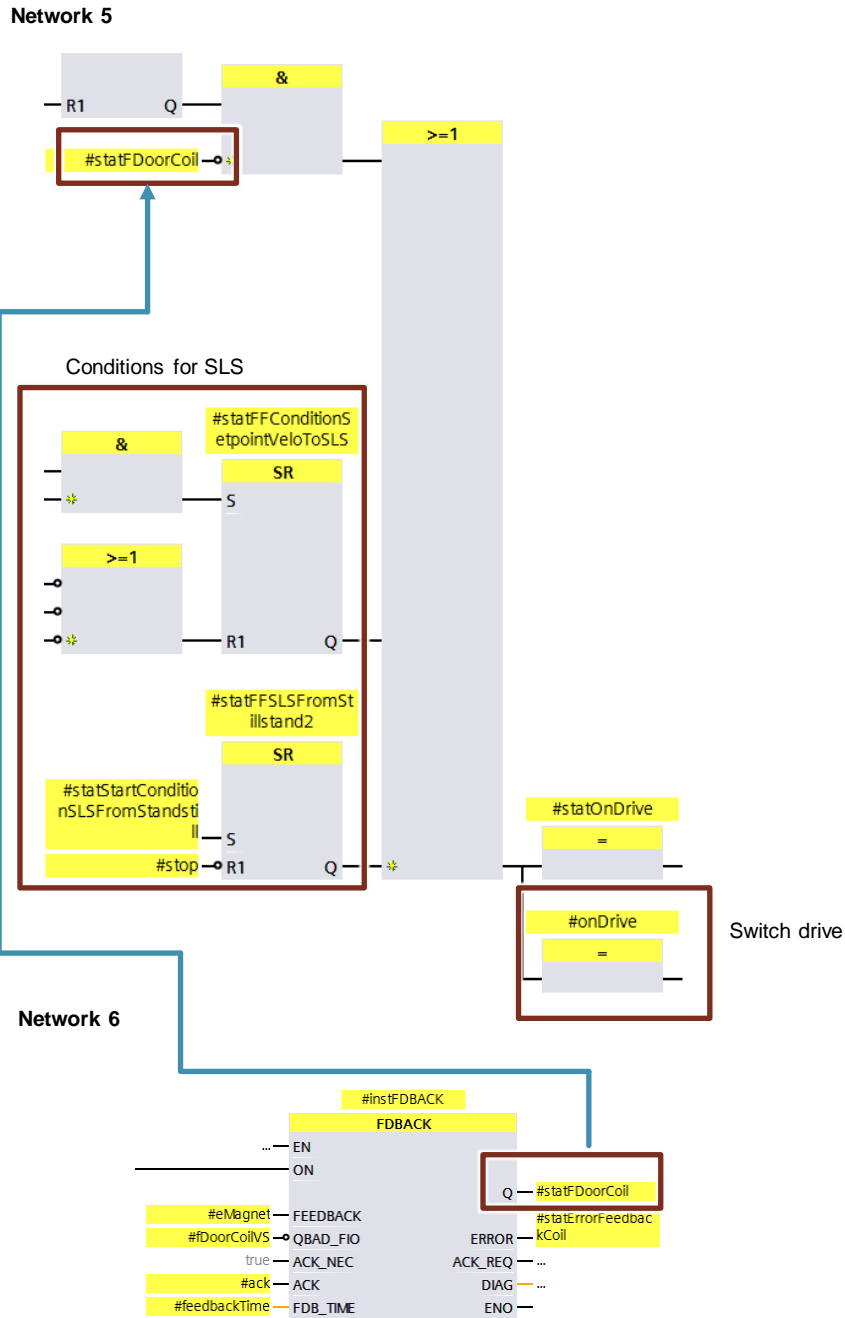 Network 5
&
R1
Q
>=1
#statFDoorCoil
Conditions for SLS
#statFFConditionS
etpointVeloToSLS
&
SR
S
>=1
R1
Q
#statFFSLSFromSt
illstand2
SR
#statStartConditio
nSLSFromStandsti
ll
S
#stop
R1
Q
#statOnDrive
=
#onDrive
=
Switch drive
Network 6
#instFDBACK
FDBACK
...
EN
ON
Q
#statFDoorCoil
#eMagnet
FEEDBACK
#statErrorFeedbac
kCoil
#fDoorCoilVS
QBAD_FIO
ERROR
true
ACK_NEC
ACK_REQ
...
#ack
ACK
DIAG
...
#feedbackTime
FDB_TIME
ENO